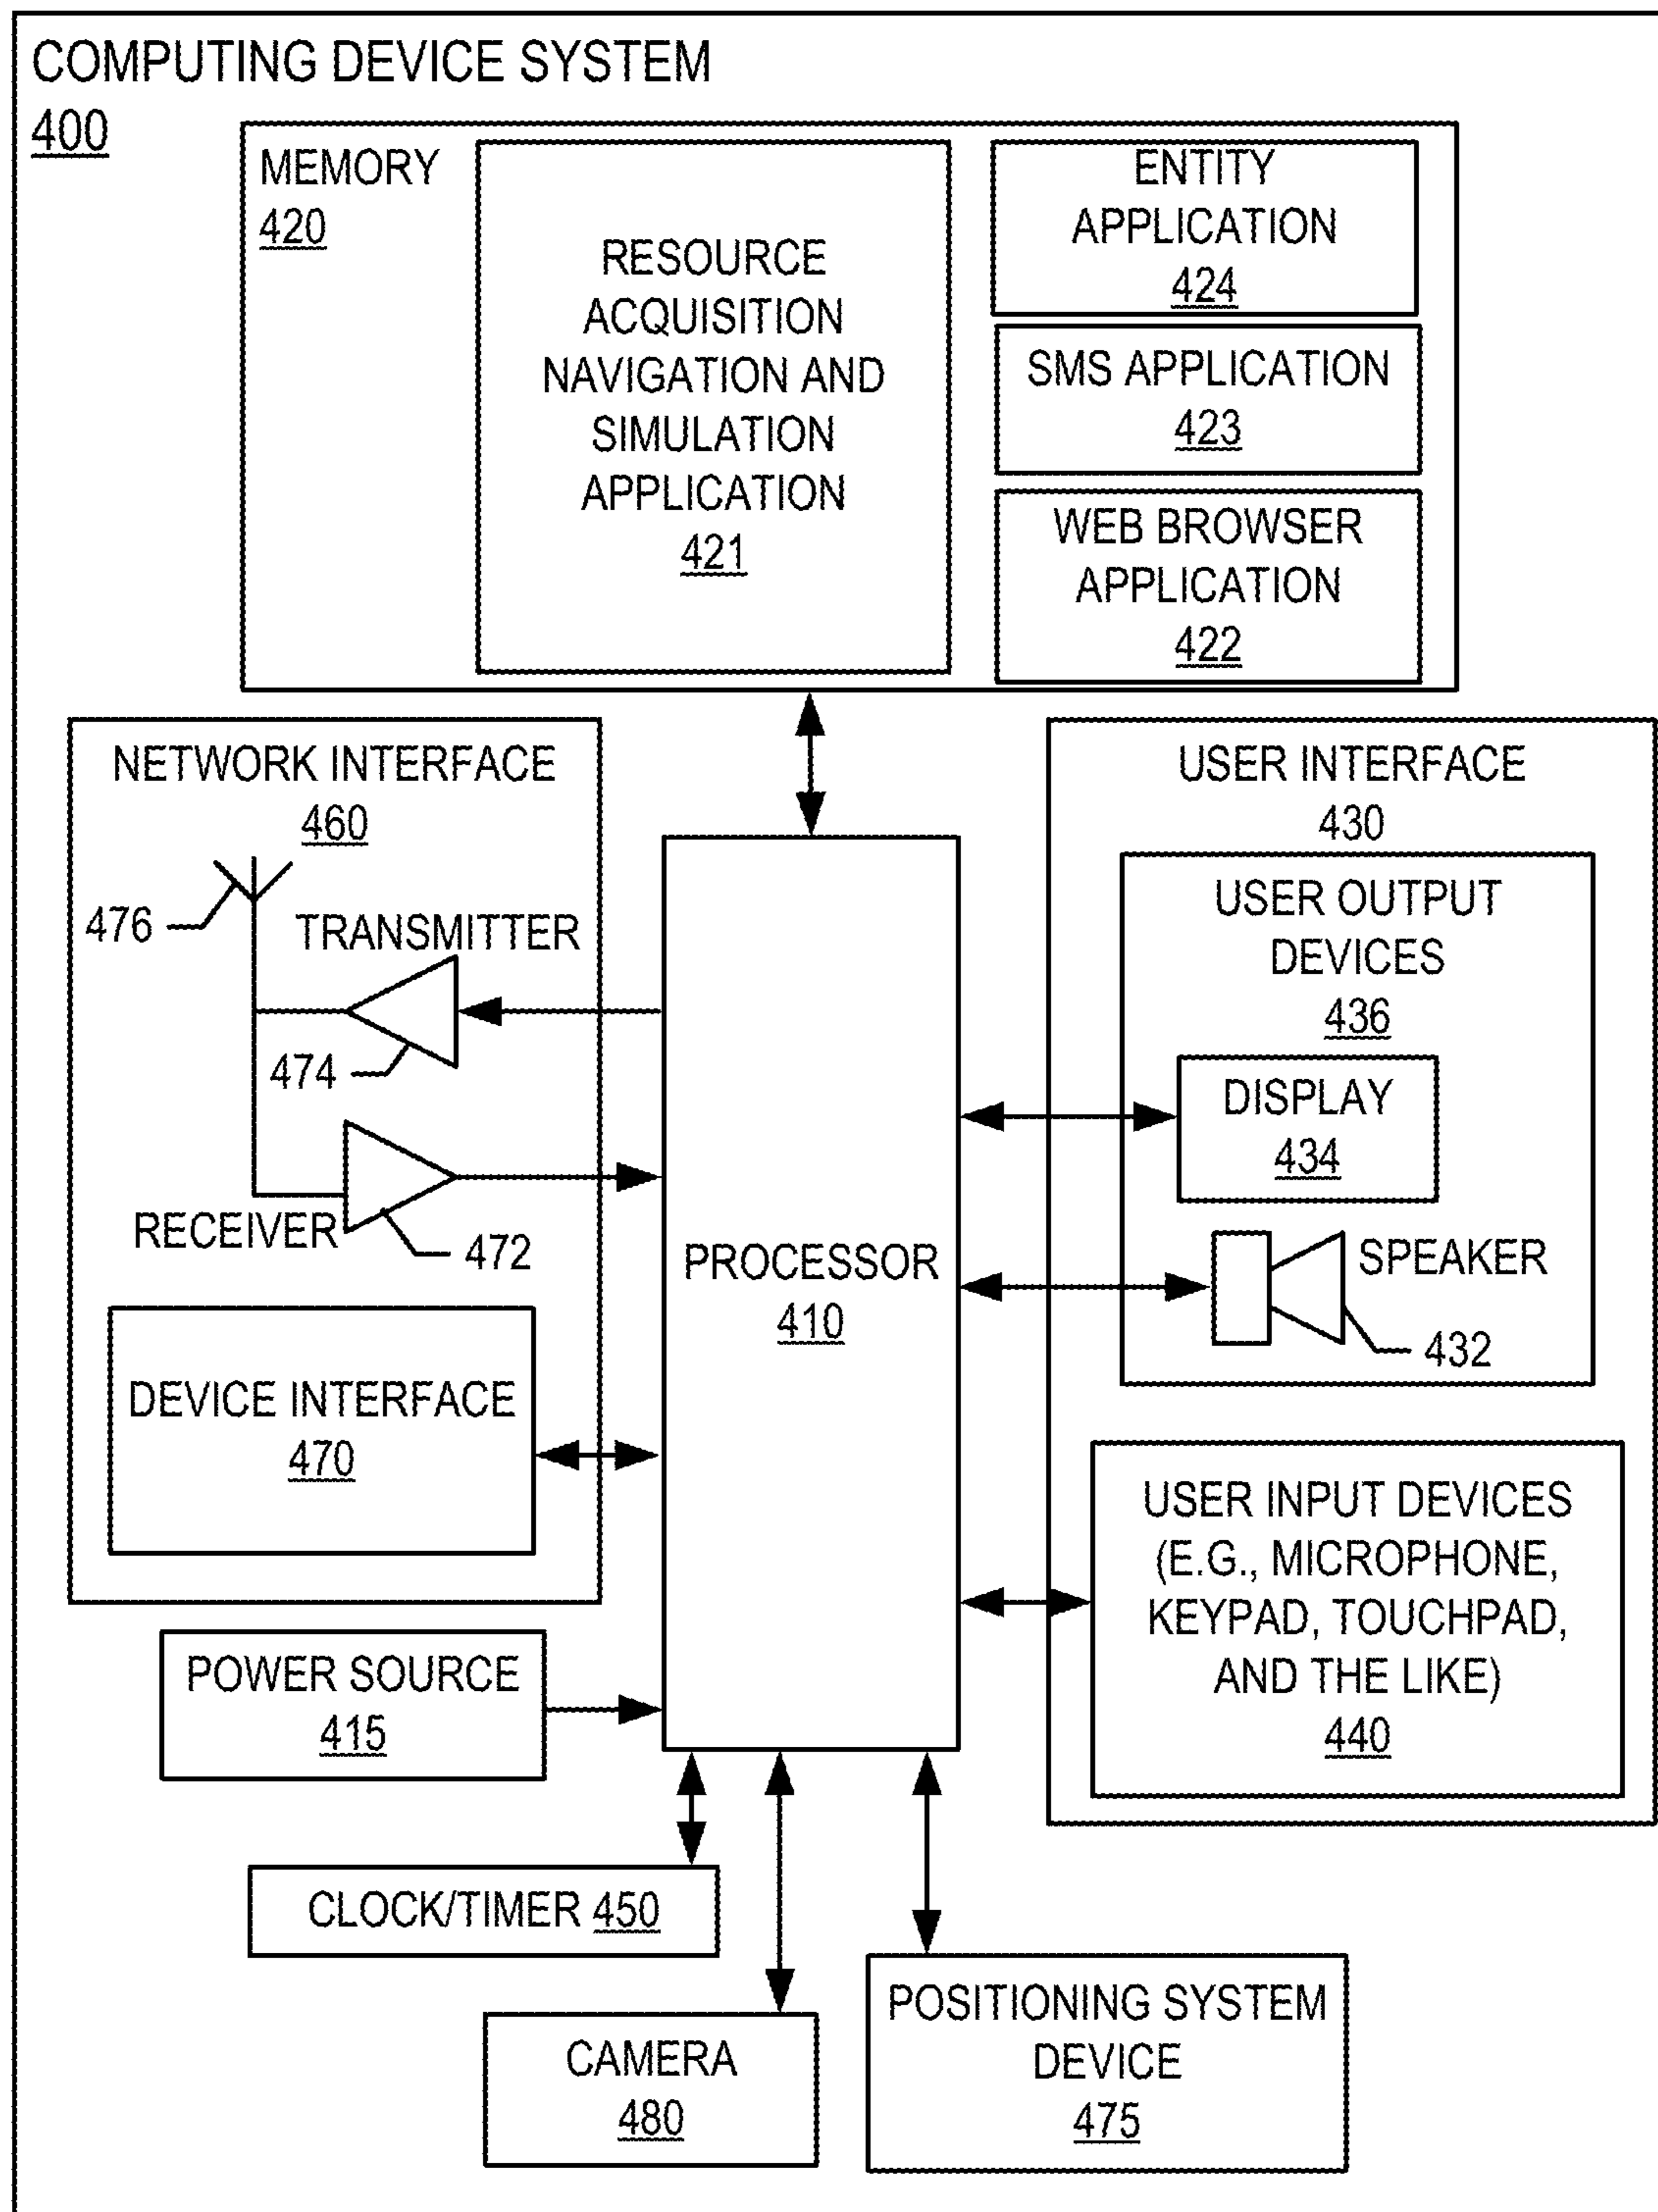 COMPUTING DEVICE SYSTEM
400
MEMORY
420
RESOURCE
ACQUISITION
NAVIGATION AND
SIMULATION
APPLICATION
421
ENTITY
APPLICATION
424
SMS APPLICATION
423
WEB BROWSER
APPLICATION
422
NETWORK INTERFACE
460
476
TRANSMITTER
474
RECEIVER
472
DEVICE INTERFACE
470
PROCESSOR
410
USER INTERFACE
430
USER OUTPUT
DEVICES
436
DISPLAY
434
SPEAKER
432
USER INPUT DEVICES
(E.G., MICROPHONE,
KEYPAD, TOUCHPAD,
AND THE LIKE)
440
POWER SOURCE
415
CLOCK/TIMER 450
CAMERA
480
POSITIONING SYSTEM
DEVICE
475